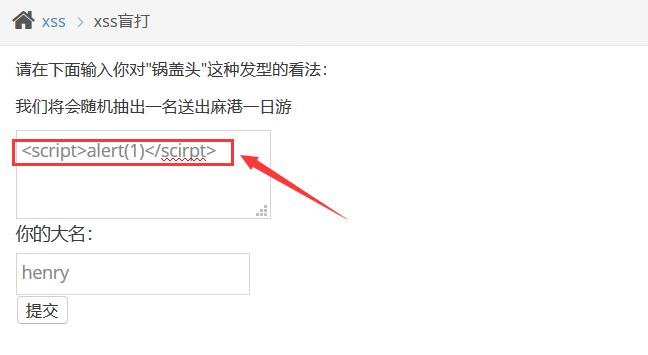 xss > xss盲打
请在下面输入你对"锅盖头"这种发型的看法:
我们将会随机抽出一名送出麻港一日游
<script>alert(1)</scirpt>
你的大名:
henry
提交